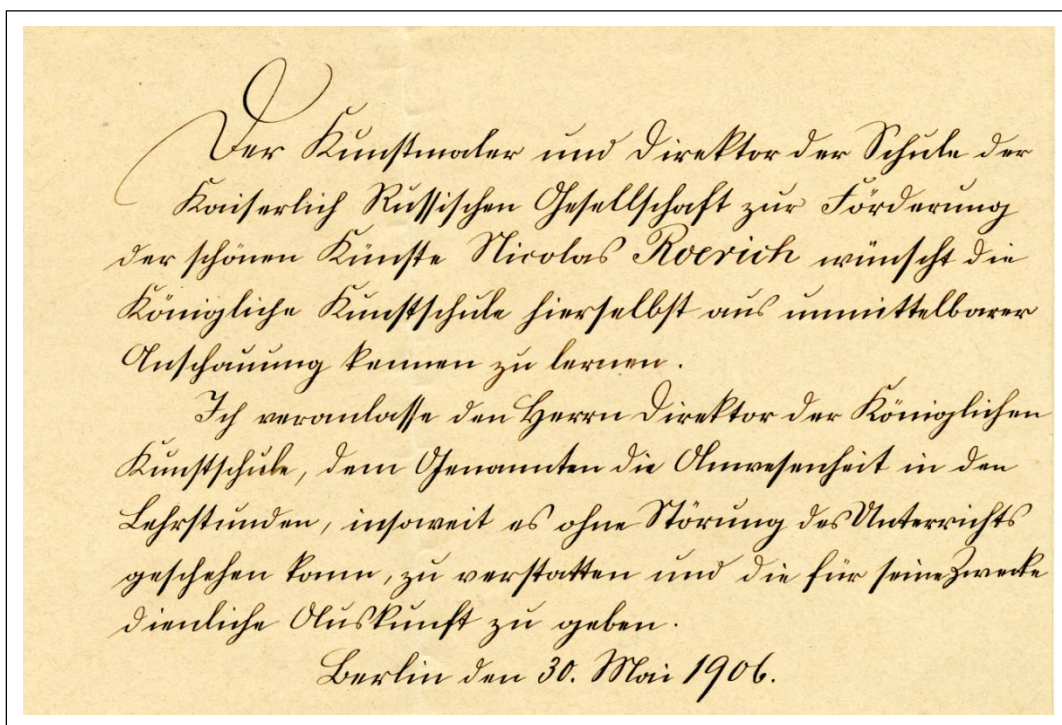 Der Kunstmaler und Direktor der Schule der
Kaiserlich Russischen Gesellschaft zur Förderung
der schönen Künste Nicolas Roerich wünscht die
Königliche Kunstschule hierselbst aus unmittelbarer
Anschauung kennen zu lernen.
Ich veranlasse den Herrn Direktor der Königlichen
Kunstschule, dem Genannten die Anwesenheit in den
Lehrstunden, insoweit es ohne Störung des Unterrichts
geschehen kann, zu verstatten und die für seine Zwecke
dienliche Auskunft zu geben.
Berlin den 30. Mai 1906.